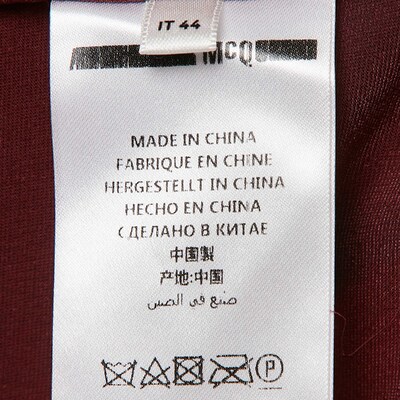 IT 44
MCQ
MADE IN CHINA
FABRIQUE EN CHINE
HERGESTELLT IN CHINA
HECHO EN CHINA
СДЕЛАНО В КИТАЕ
中国製
产地:中国
صنع في الصين
P